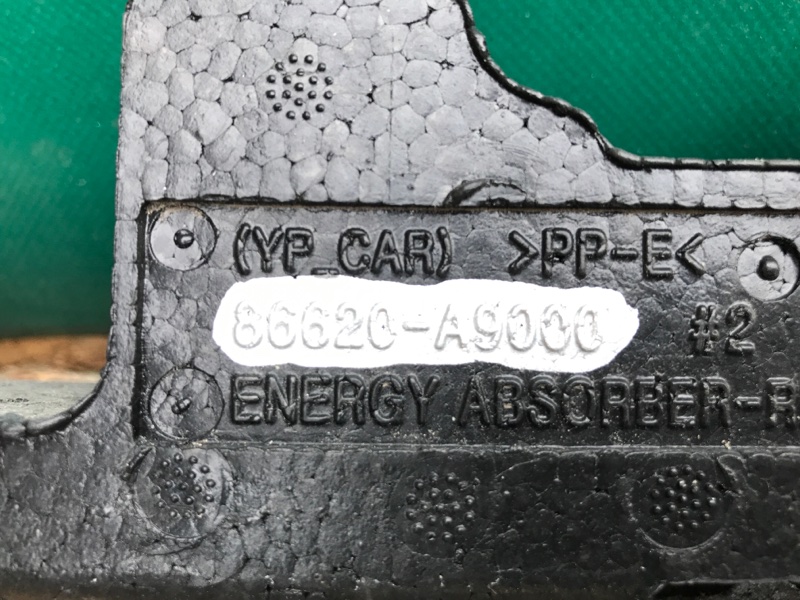 (YP_CAR) >PP-E<
86620-A9000 #2
ENERGY ABSORBER-R